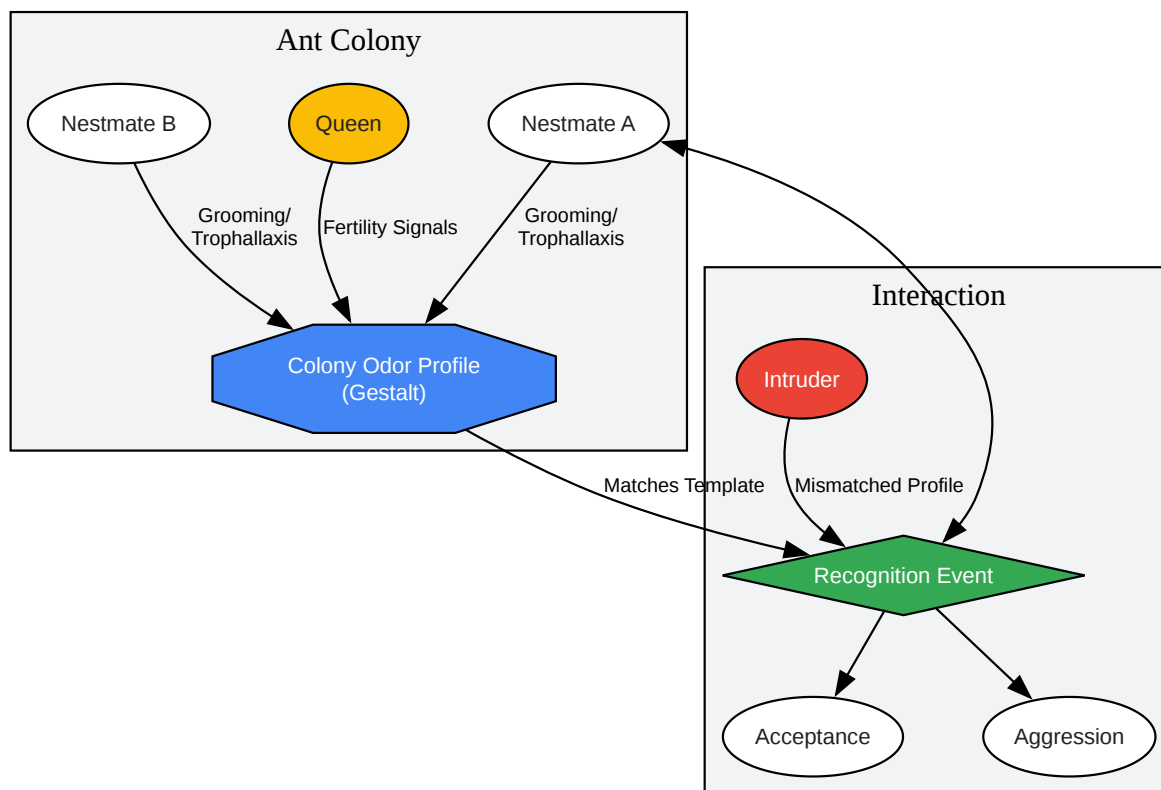 Ant Colony
Nestmate B
Queen
Nestmate A
Grooming/
Trophallaxis
Fertility Signals
Grooming/
Trophallaxis
Colony Odor Profile
(Gestalt)
Interaction
Intruder
Matches Template
Mismatched Profile
Recognition Event
Acceptance
Aggression